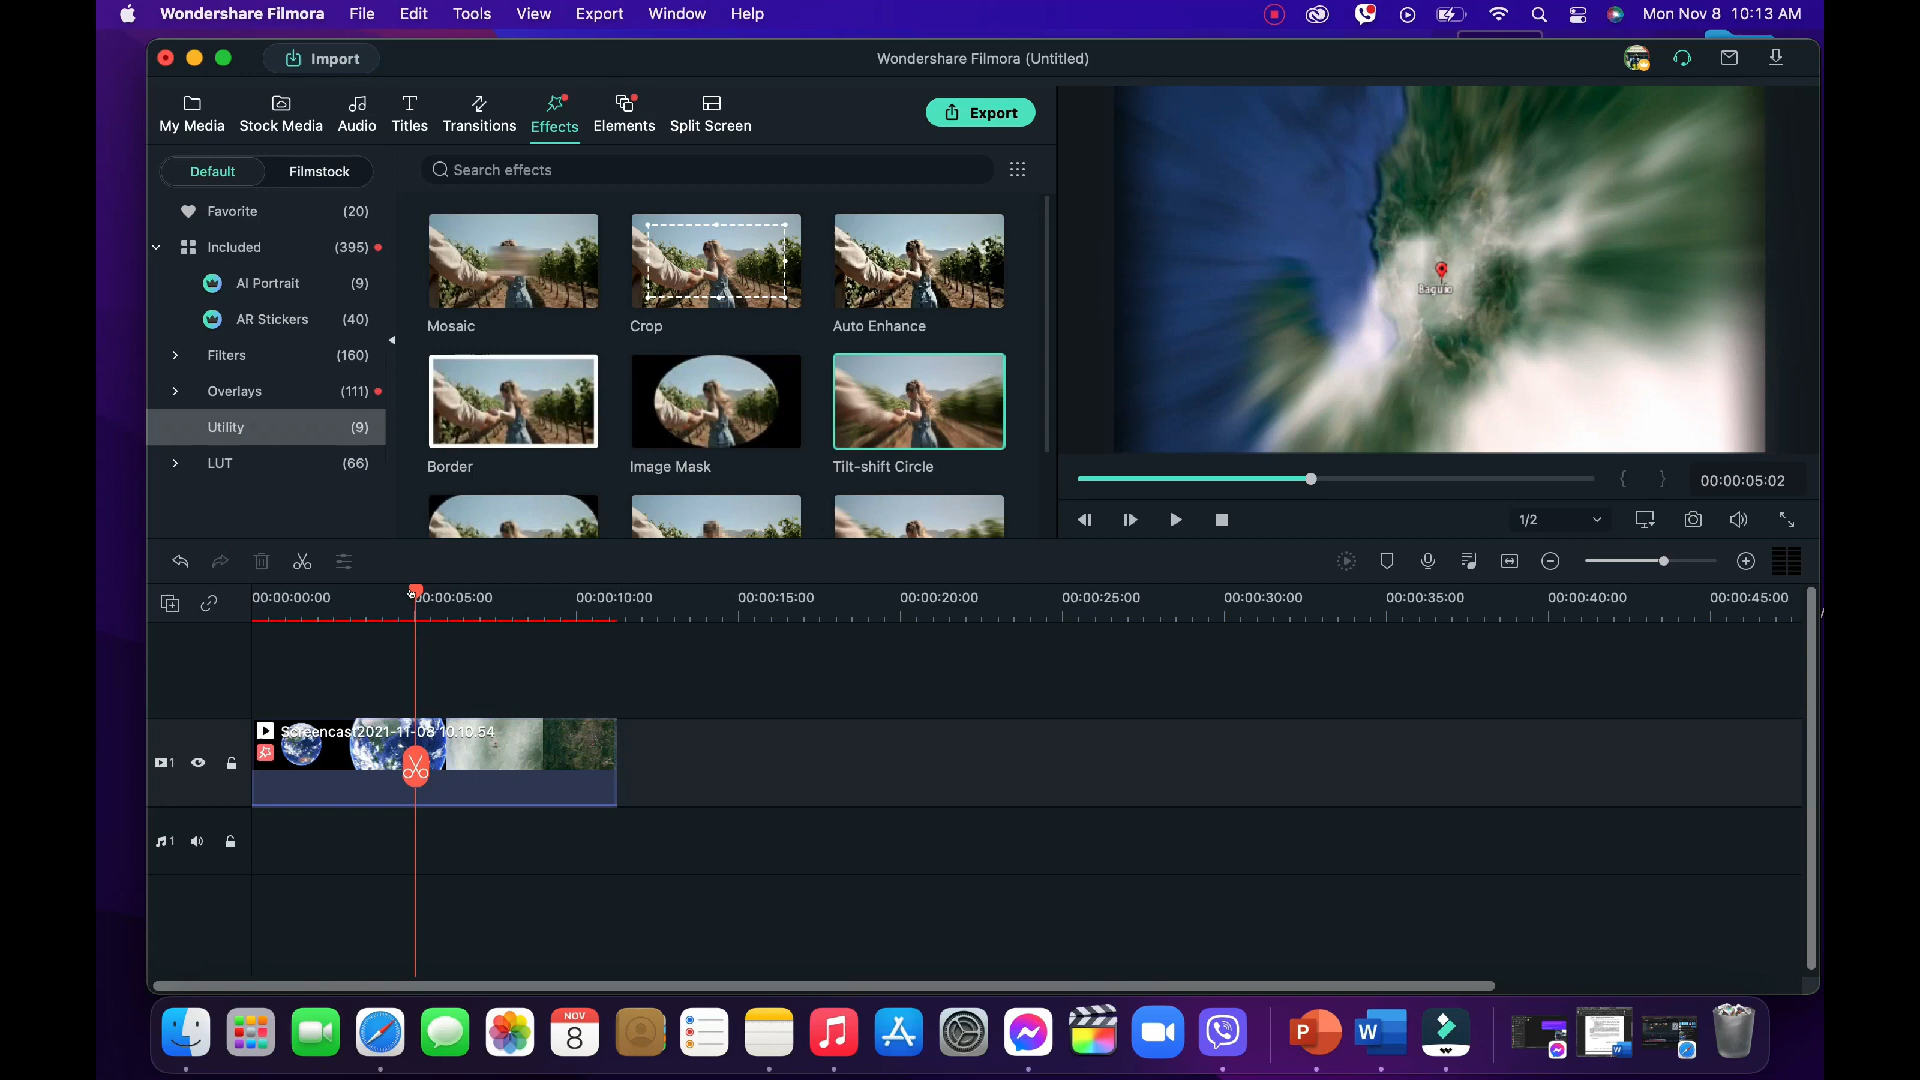 Wondershare Filmora File Edit Tools View Export Window Help Mon Nov 8 10:13 AM
Import
Wondershare Filmora (Untitled)
My Media Stock Media Audio Titles Transitions Effects Elements Split Screen
Export
Default Filmstock
Search effects
Favorite (20)
Included (395)
AI Portrait (9)
AR Stickers (40)
Filters (160)
Overlays (111)
Utility (9)
LUT (66)
Mosaic Crop Auto Enhance
Border Image Mask Tilt-shift Circle
Baguio
00:00:05:02
1/2
00:00:00:00 00:00:05:00 00:00:10:00 00:00:15:00 00:00:20:00 00:00:25:00 00:00:30:00 00:00:35:00 00:00:40:00 00:00:45:00
Screencast2021-11-08 10.10.54
1
1
NOV
8
P
W